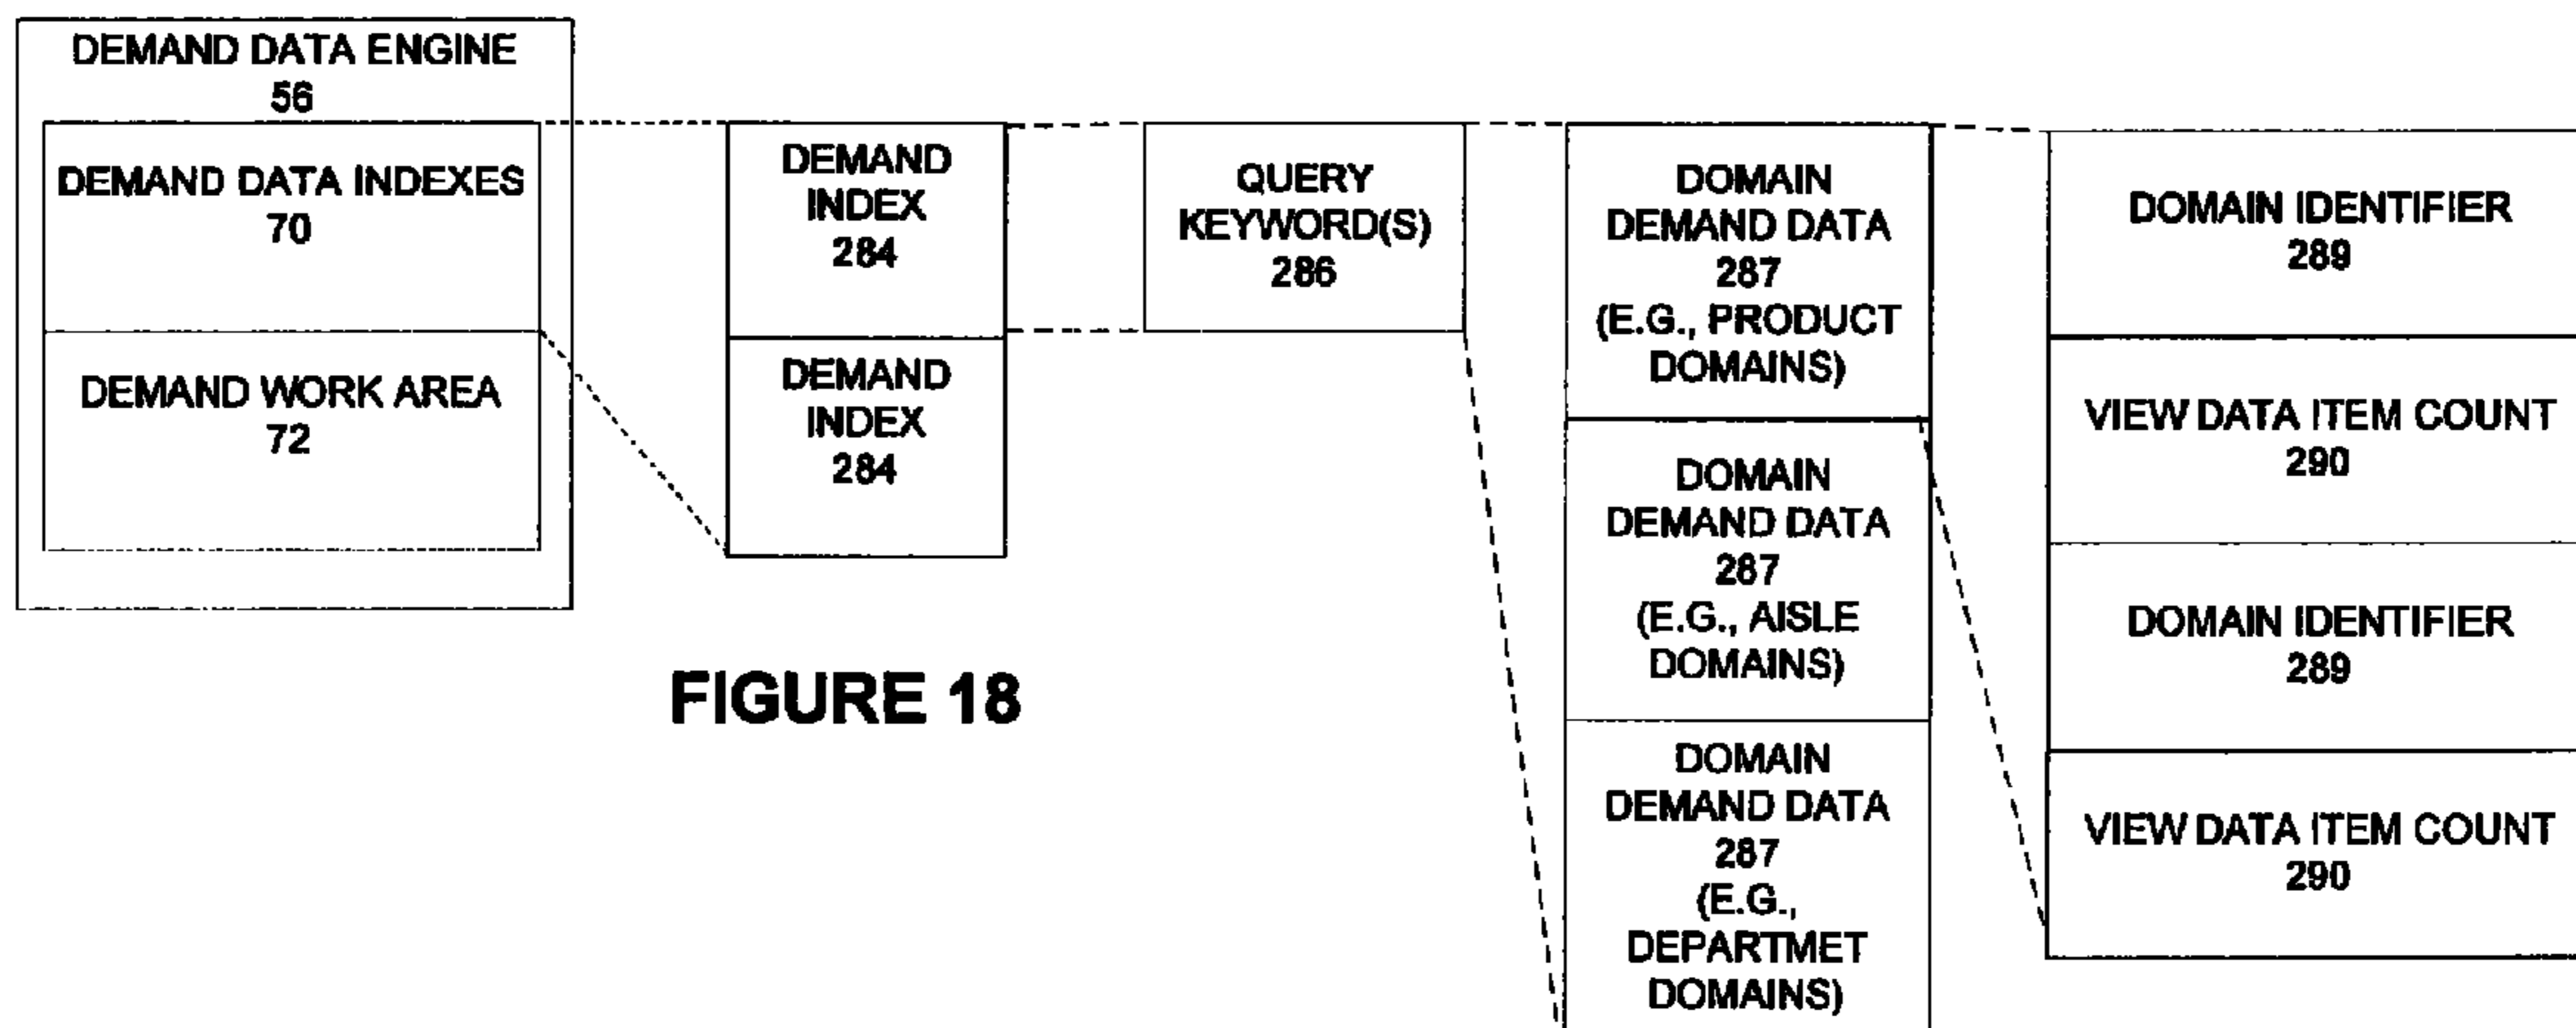 DEMAND DATA ENGINE
56
DEMAND DATA INDEXES
70
DEMAND WORK AREA
72
DEMAND
INDEX
284
DEMAND
INDEX
284
QUERY
KEYWORD(S)
286
DOMAIN
DEMAND DATA
287
(E.G., PRODUCT
DOMAINS)
DOMAIN
DEMAND DATA
287
(E.G., AISLE
DOMAINS)
DOMAIN
DEMAND DATA
287
(E.G.,
DEPARTMET
DOMAINS)
DOMAIN IDENTIFIER
289
VIEW DATA ITEM COUNT
290
DOMAIN IDENTIFIER
289
VIEW DATA ITEM COUNT
290
FIGURE 18